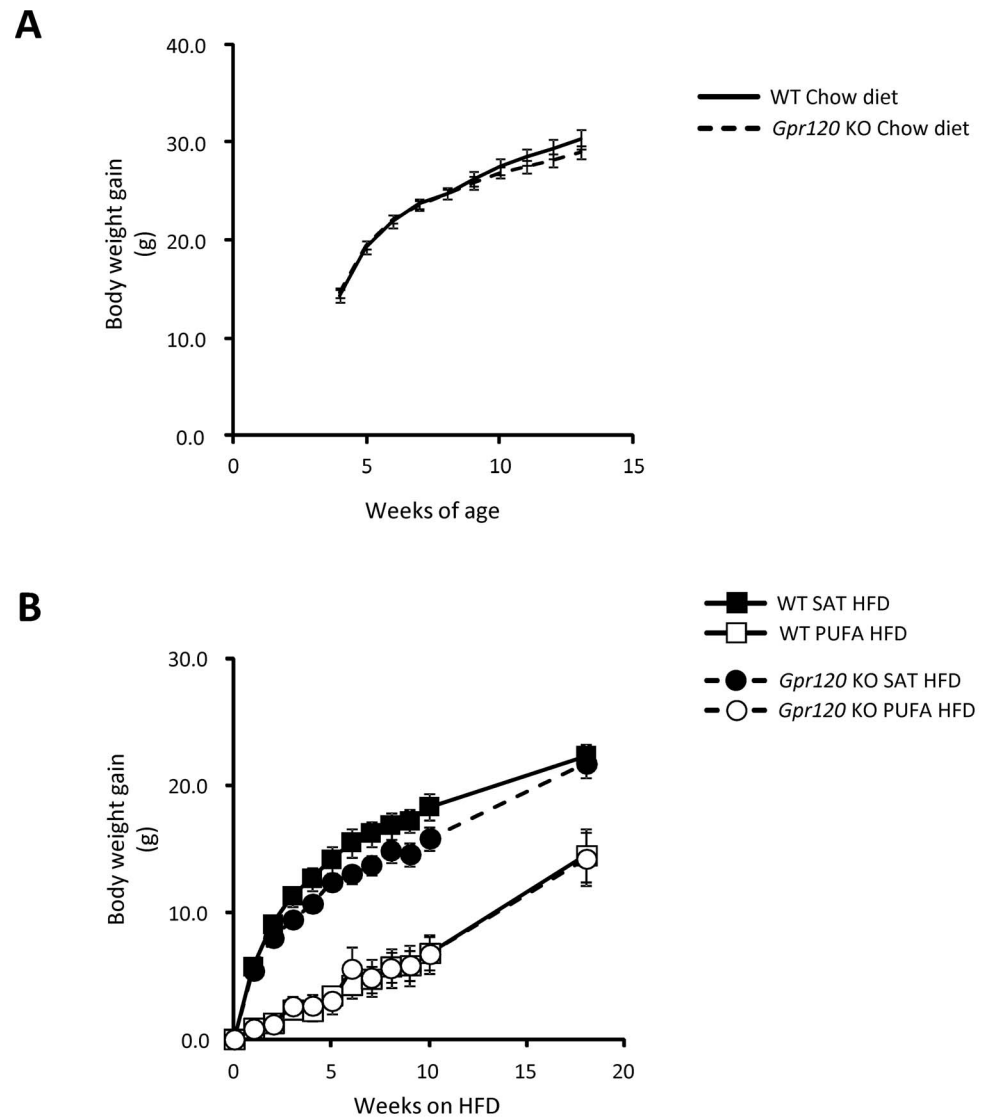 A
40.0
30.0
20.0
10.0
0.0
0
5
10
15
Body weight gain
(g)
Weeks of age
WT Chow diet
Gpr120 KO Chow diet
B
30.0
20.0
10.0
0.0
0
5
10
15
20
Body weight gain
(g)
Weeks on HFD
WT SAT HFD
WT PUFA HFD
Gpr120 KO SAT HFD
Gpr120 KO PUFA HFD